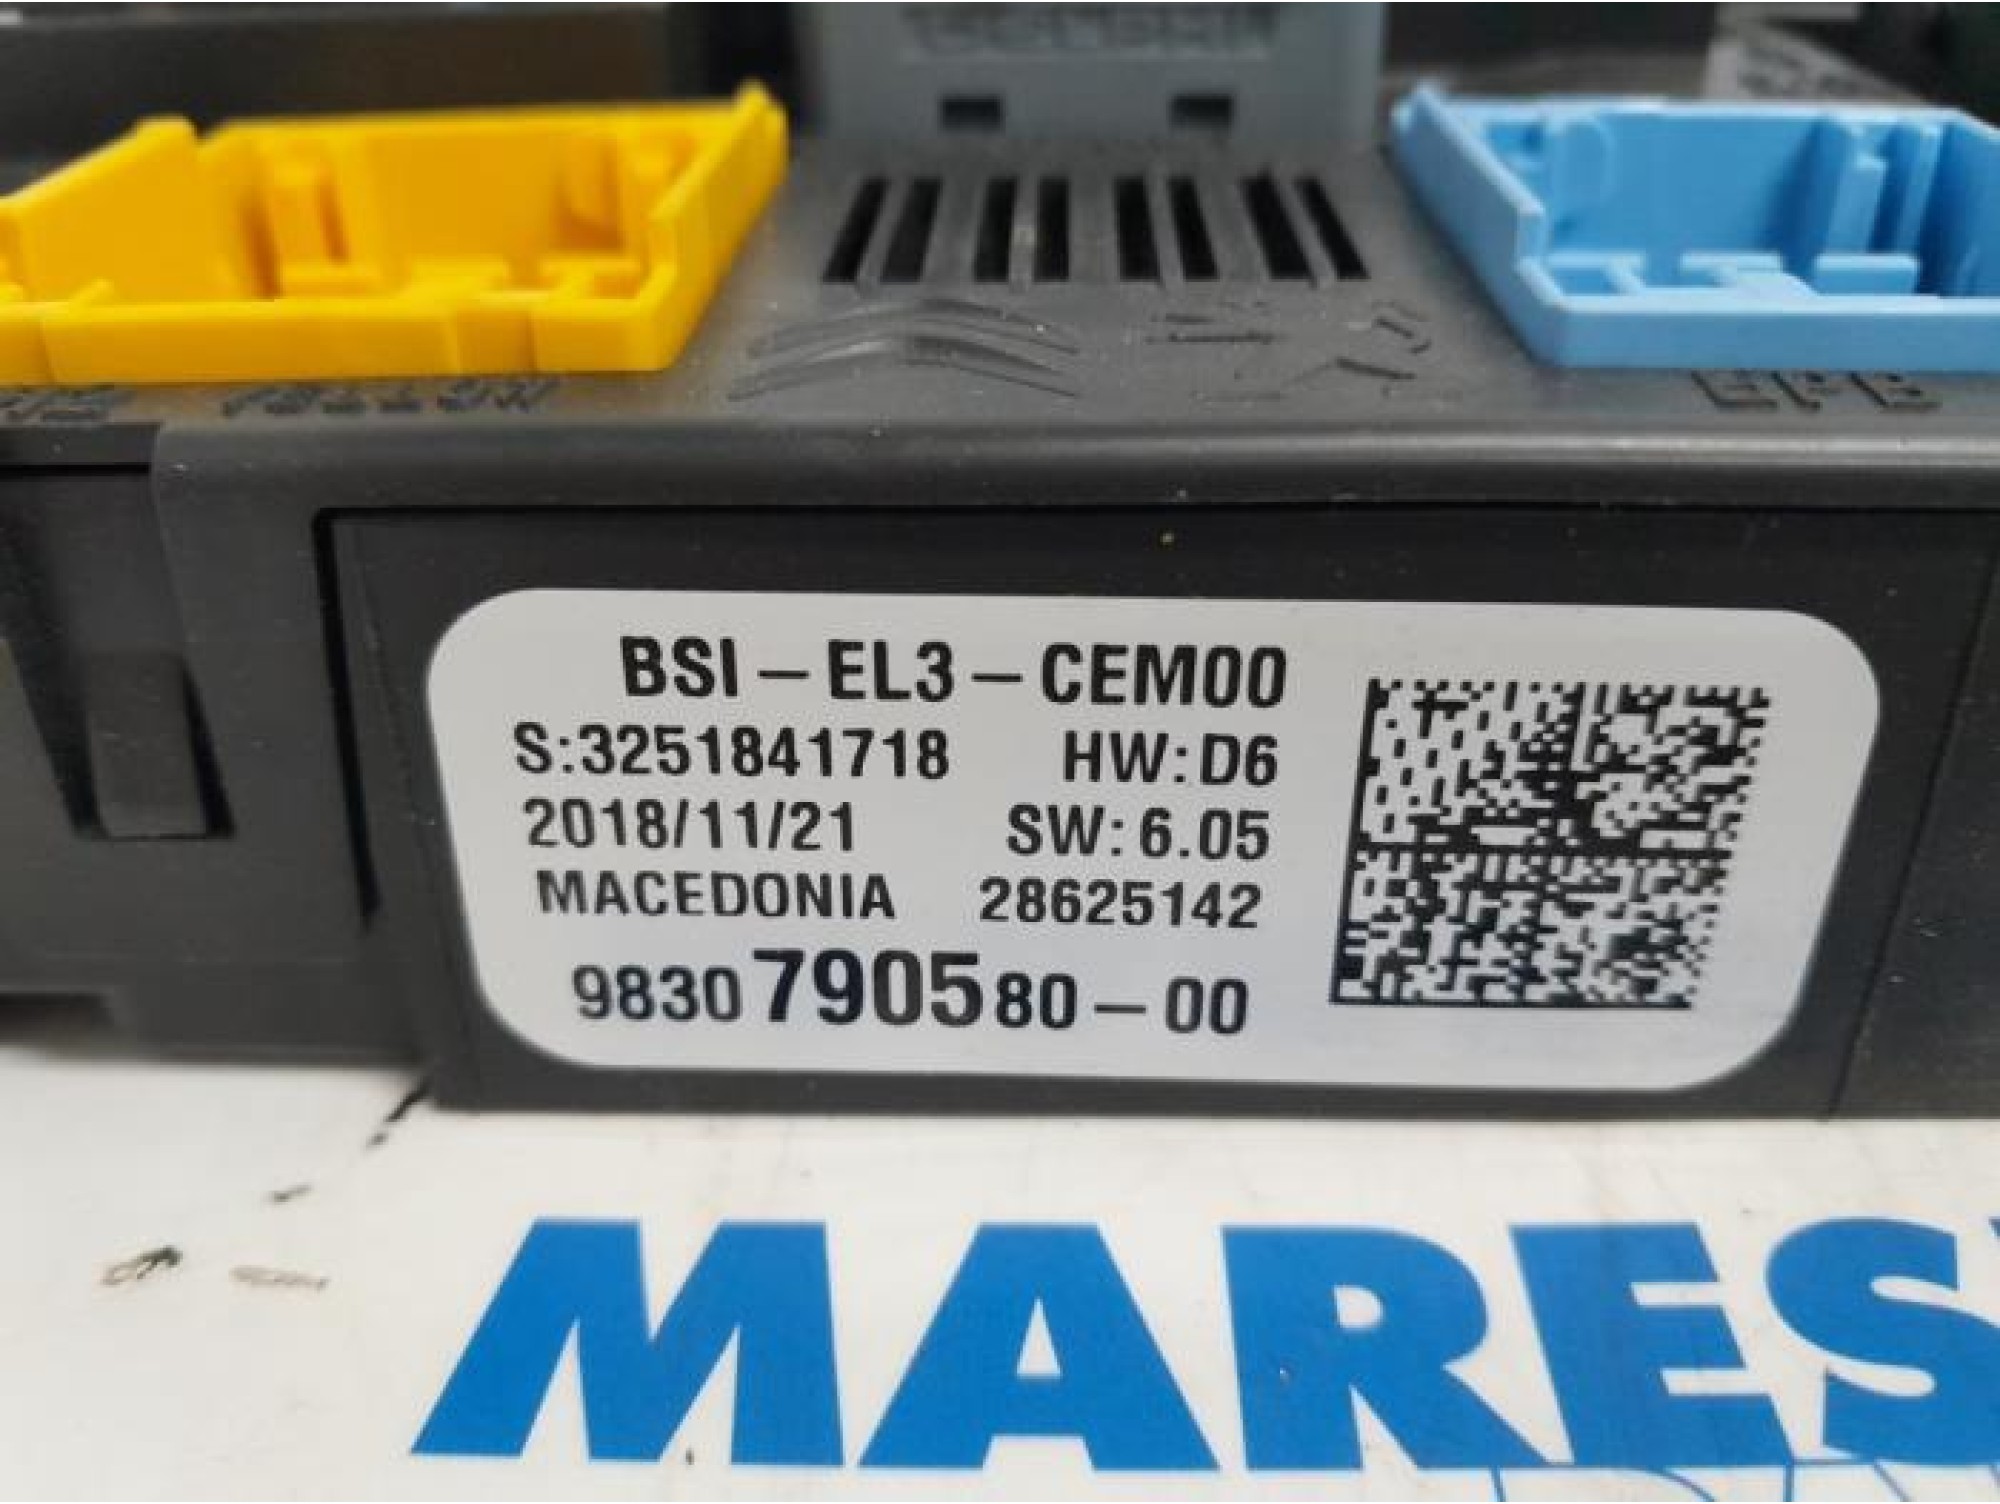 BSI-EL3-CEM00
S:3251841718 HW:D6
2018/11/21 SW:6.05
MACEDONIA 28625142
9830790580-00
MARES